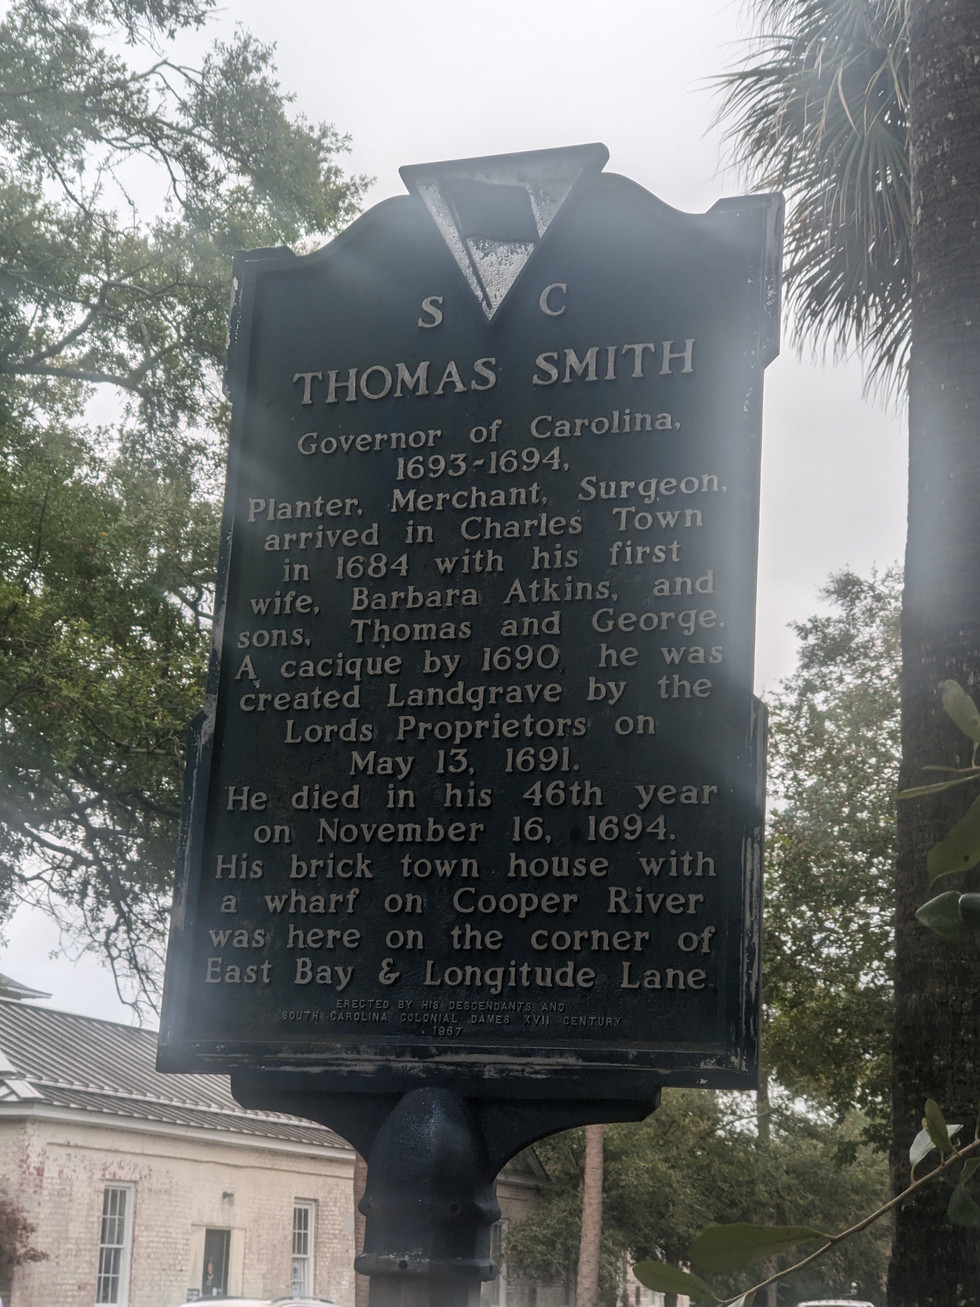 S C
THOMAS SMITH
Governor of Carolina,
1693-1694,
Planter, Merchant, Surgeon,
arrived in Charles Town
in 1684 with his first
wife, Barbara Atkins, and
sons, Thomas and George.
A cacique by 1690, he was
created Landgrave by the
Lords Proprietors on
May 13, 1691.
He died in his 46th year
on November 16, 1694.
His brick town house with
a wharf on Cooper River
was here on the corner of
East Bay & Longitude Lane.
ERECTED BY HIS DESCENDANTS AND
SOUTH CAROLINA COLONIAL DAMES XVII CENTURY
1967